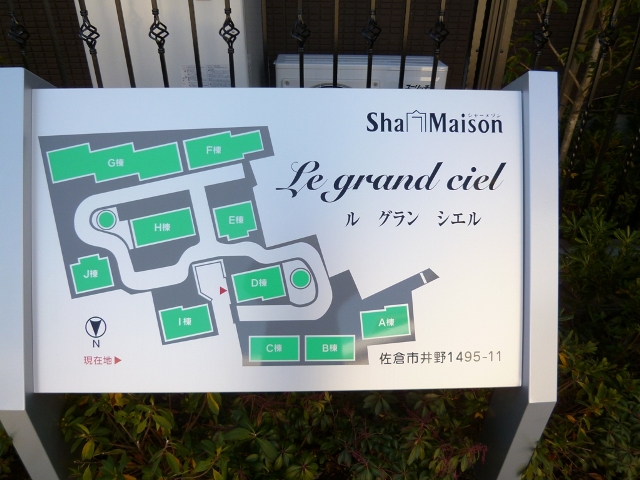 シャーメゾン
Sha Maison
Le grand ciel
ル グラン シエル
G棟
F棟
H棟
E棟
J棟
D棟
I棟
A棟
C棟
B棟
N
現在地▶
佐倉市井野1495-11